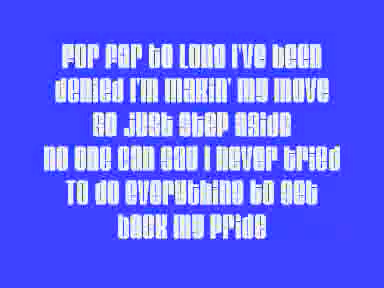 For far to Long I've been
denied I'm makin' my move
So just step aside
No one can say I never tried
To do everything to get
back my pride